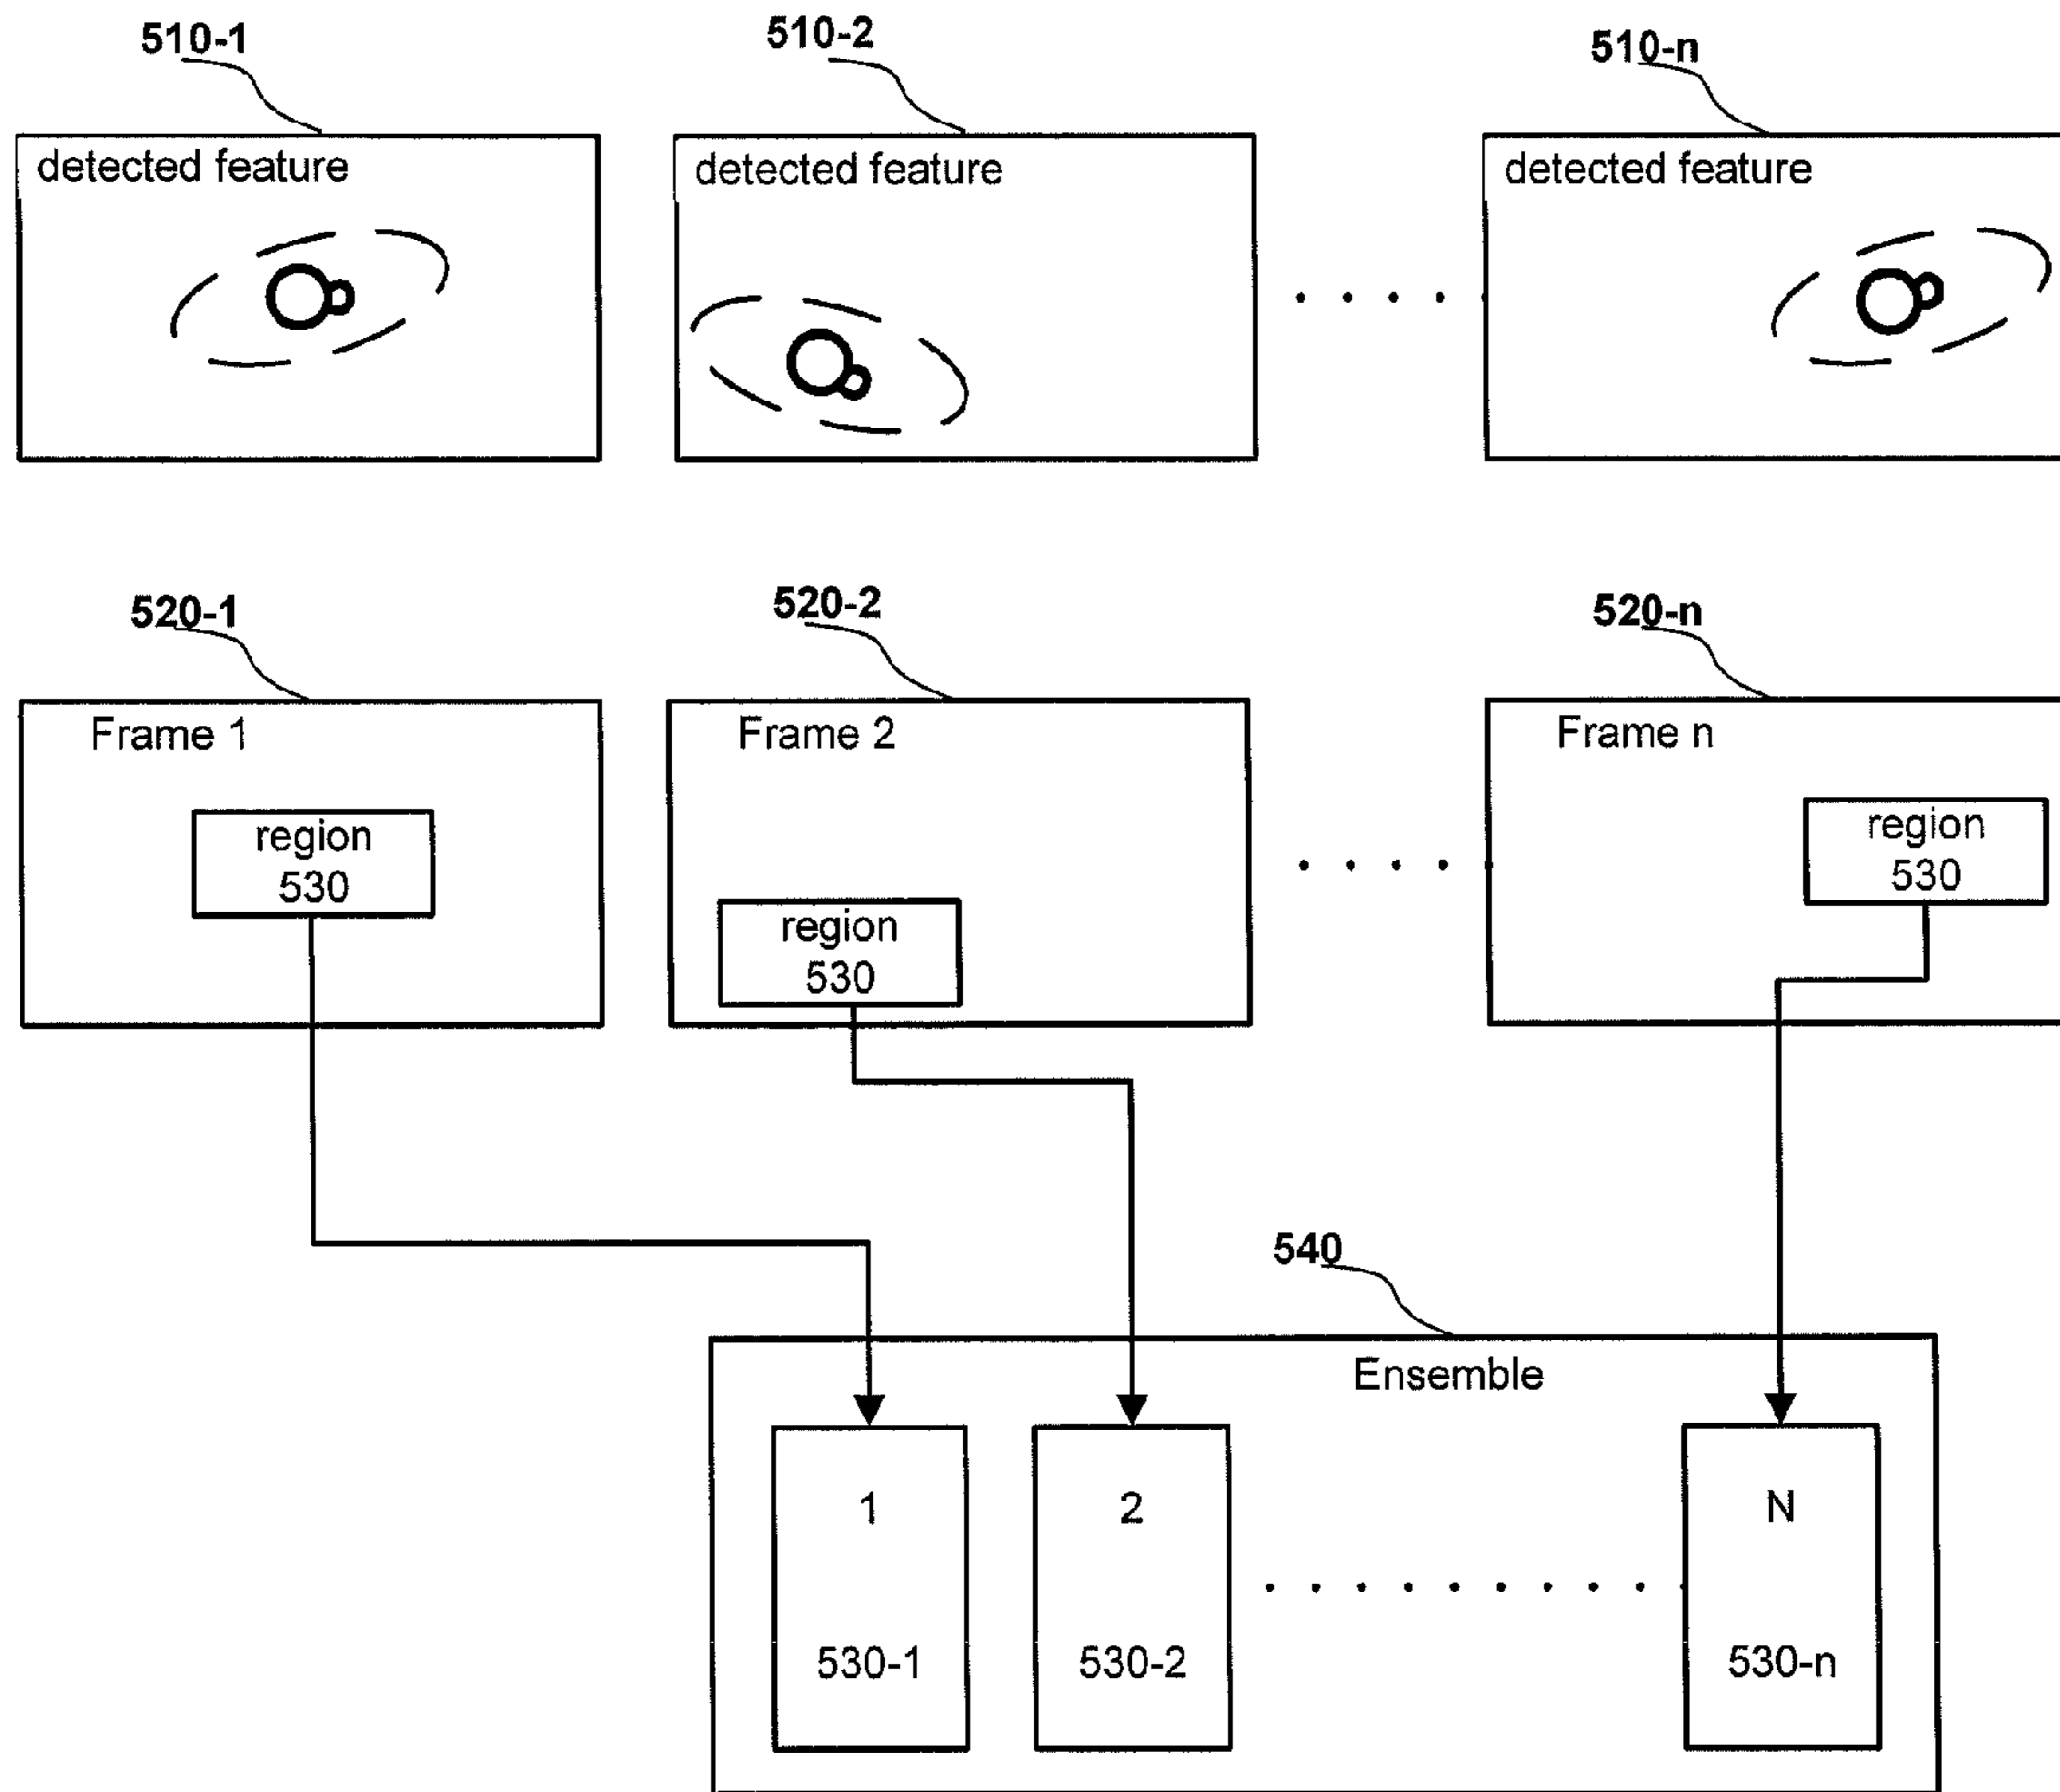 510-1
510-2
510-n
detected feature
detected feature
detected feature
520-1
520-2
520-n
Frame 1
Frame 2
Frame n
region
530
region
530
region
530
540
Ensemble
1
2
N
530-1
530-2
530-n